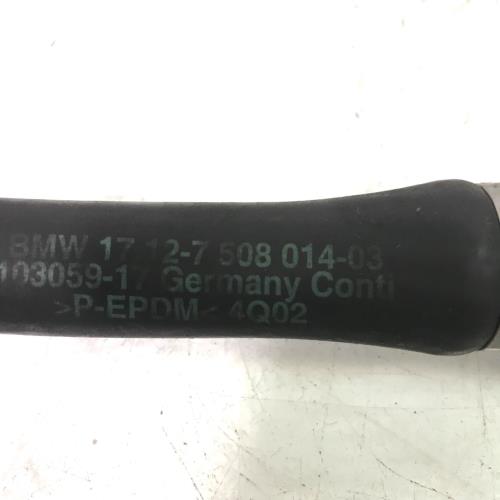 BMW 17 12-7 508 014-03
103059-17 Germany Conti
>P-EPDM< 4Q02